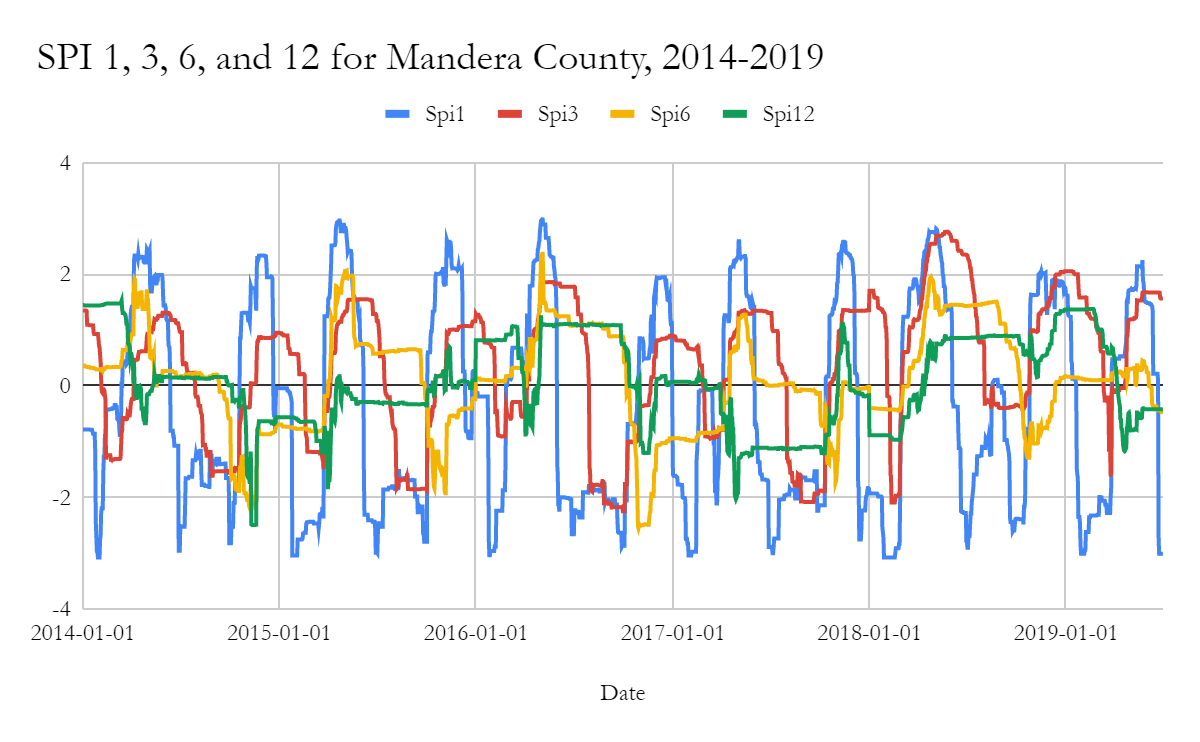 SPI 1, 3, 6, and 12 for Mandera County, 2014-2019
Spi1 Spi3 Spi6 Spi12
4
2
0
-2
-4
2014-01-01 2015-01-01 2016-01-01 2017-01-01 2018-01-01 2019-01-01
Date